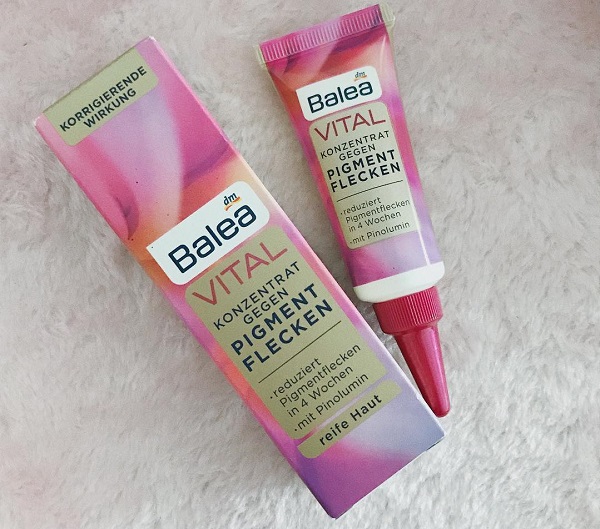 KORRIGIERENDE
WIRKUNG
dm
Balea
VITAL
KONZENTRAT
GEGEN
PIGMENT
FLECKEN
• reduziert
Pigmentflecken
in 4 Wochen
• mit Pinolumin
reife Haut
dm
Balea
VITAL
KONZENTRAT
GEGEN
PIGMENT
FLECKEN
• reduziert
Pigmentflecken
in 4 Wochen
• mit Pinolumin